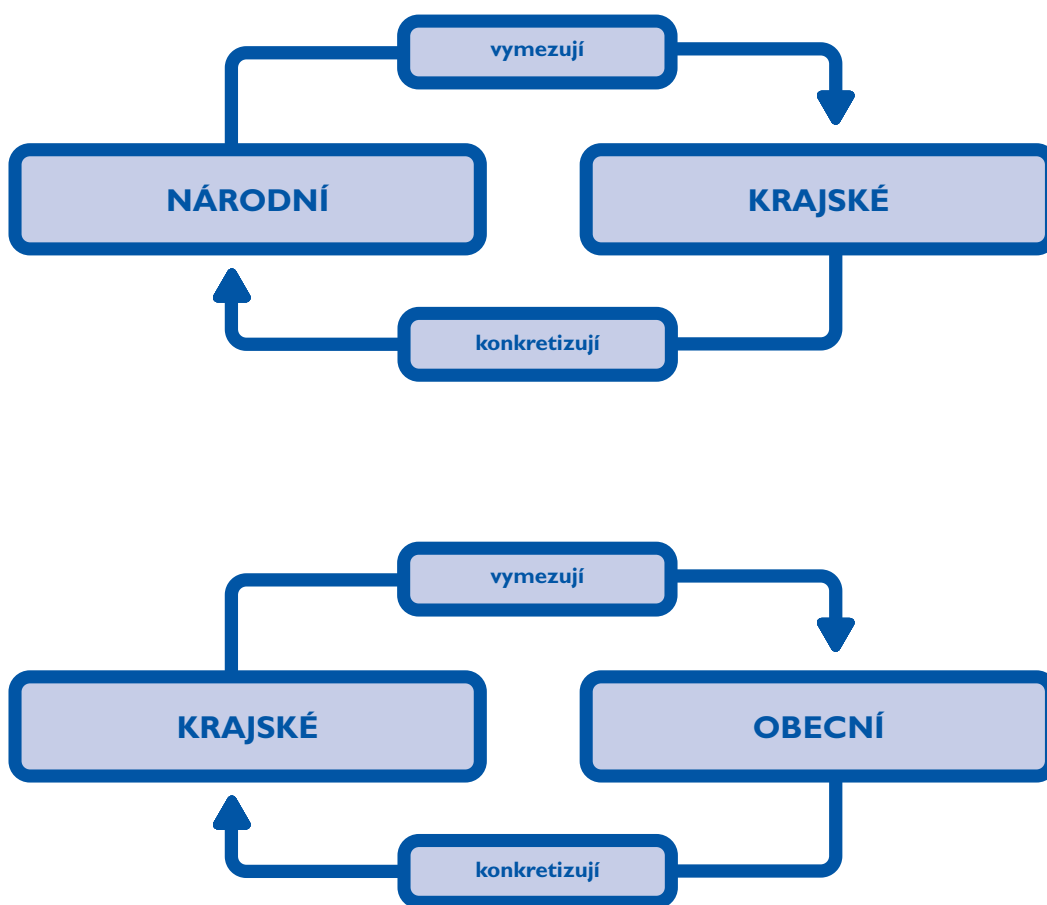 vymezují
NÁRODNÍ
KRAJSKÉ
konkretizují
vymezují
KRAJSKÉ
OBECNÍ
konkretizují